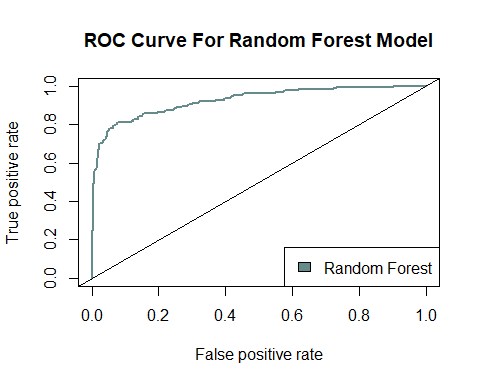 ROC Curve For Random Forest Model
True positive rate
1.0
0.8
0.6
0.4
0.2
0.0
Random Forest
0.0 0.2 0.4 0.6 0.8 1.0
False positive rate